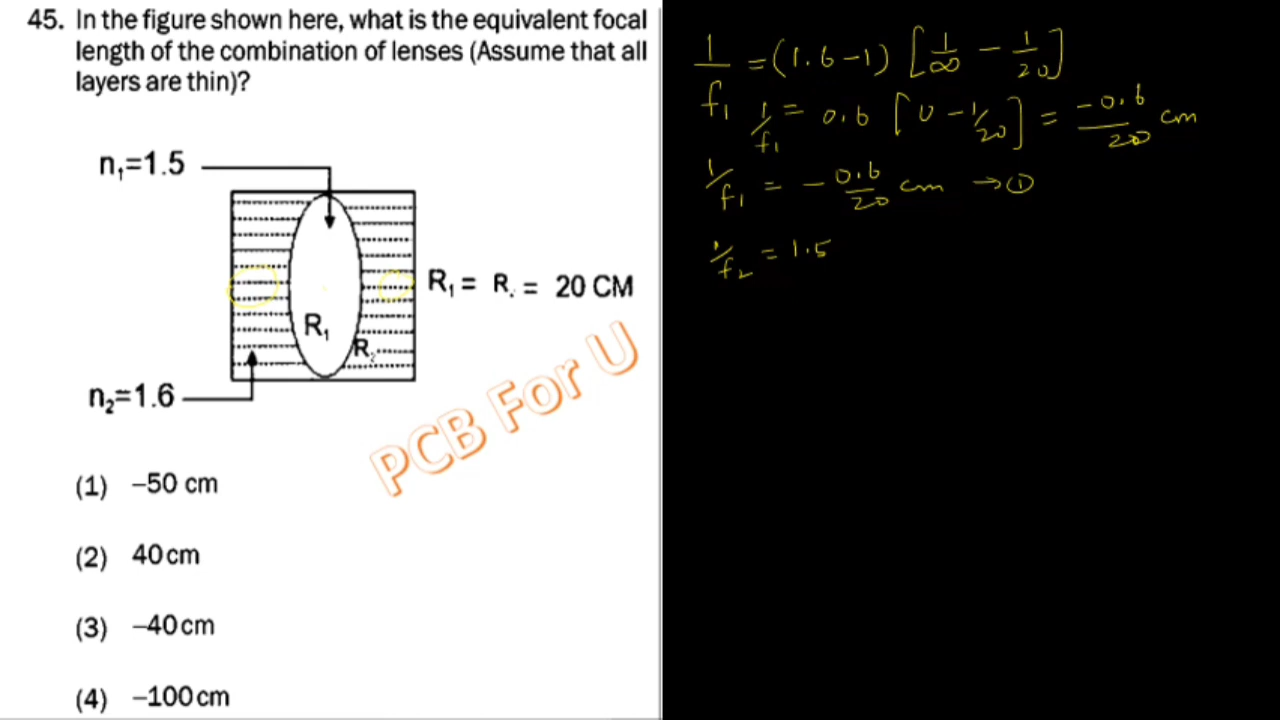 45. In the figure shown here, what is the equivalent focal
length of the combination of lenses (Assume that all
layers are thin)?
n₁=1.5
R₁ = R. = 20 CM
R₁
R₂
n₂=1.6
PCB For U
(1) –50 cm
(2) 40 cm
(3) –40 cm
(4) –100 cm
1/f₁ = (1.6-1) [1/∞ - 1/20]
1/f₁ = 0.6 [0 - 1/20] = -0.6/20 cm
1/f₁ = -0.6/20 cm → ①
1/f₂ = 1.5